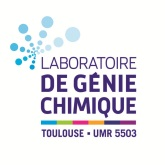 LABORATOIRE
DE GÉNIE
CHIMIQUE
TOULOUSE ▪ UMR 5503